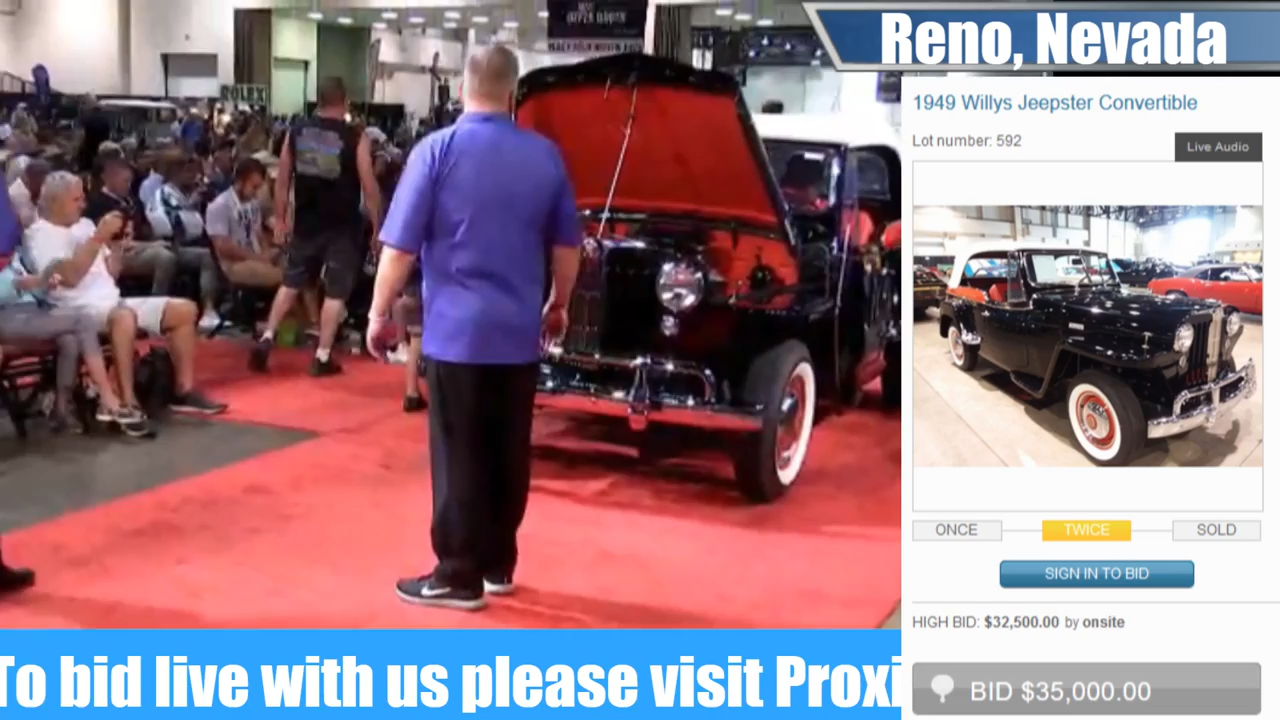 ROLEX
Reno, Nevada
1949 Willys Jeepster Convertible
Lot number: 592
Live Audio
ONCE
TWICE
SOLD
SIGN IN TO BID
HIGH BID: $32,500.00 by onsite
BID $35,000.00
To bid live with us please visit Proxi